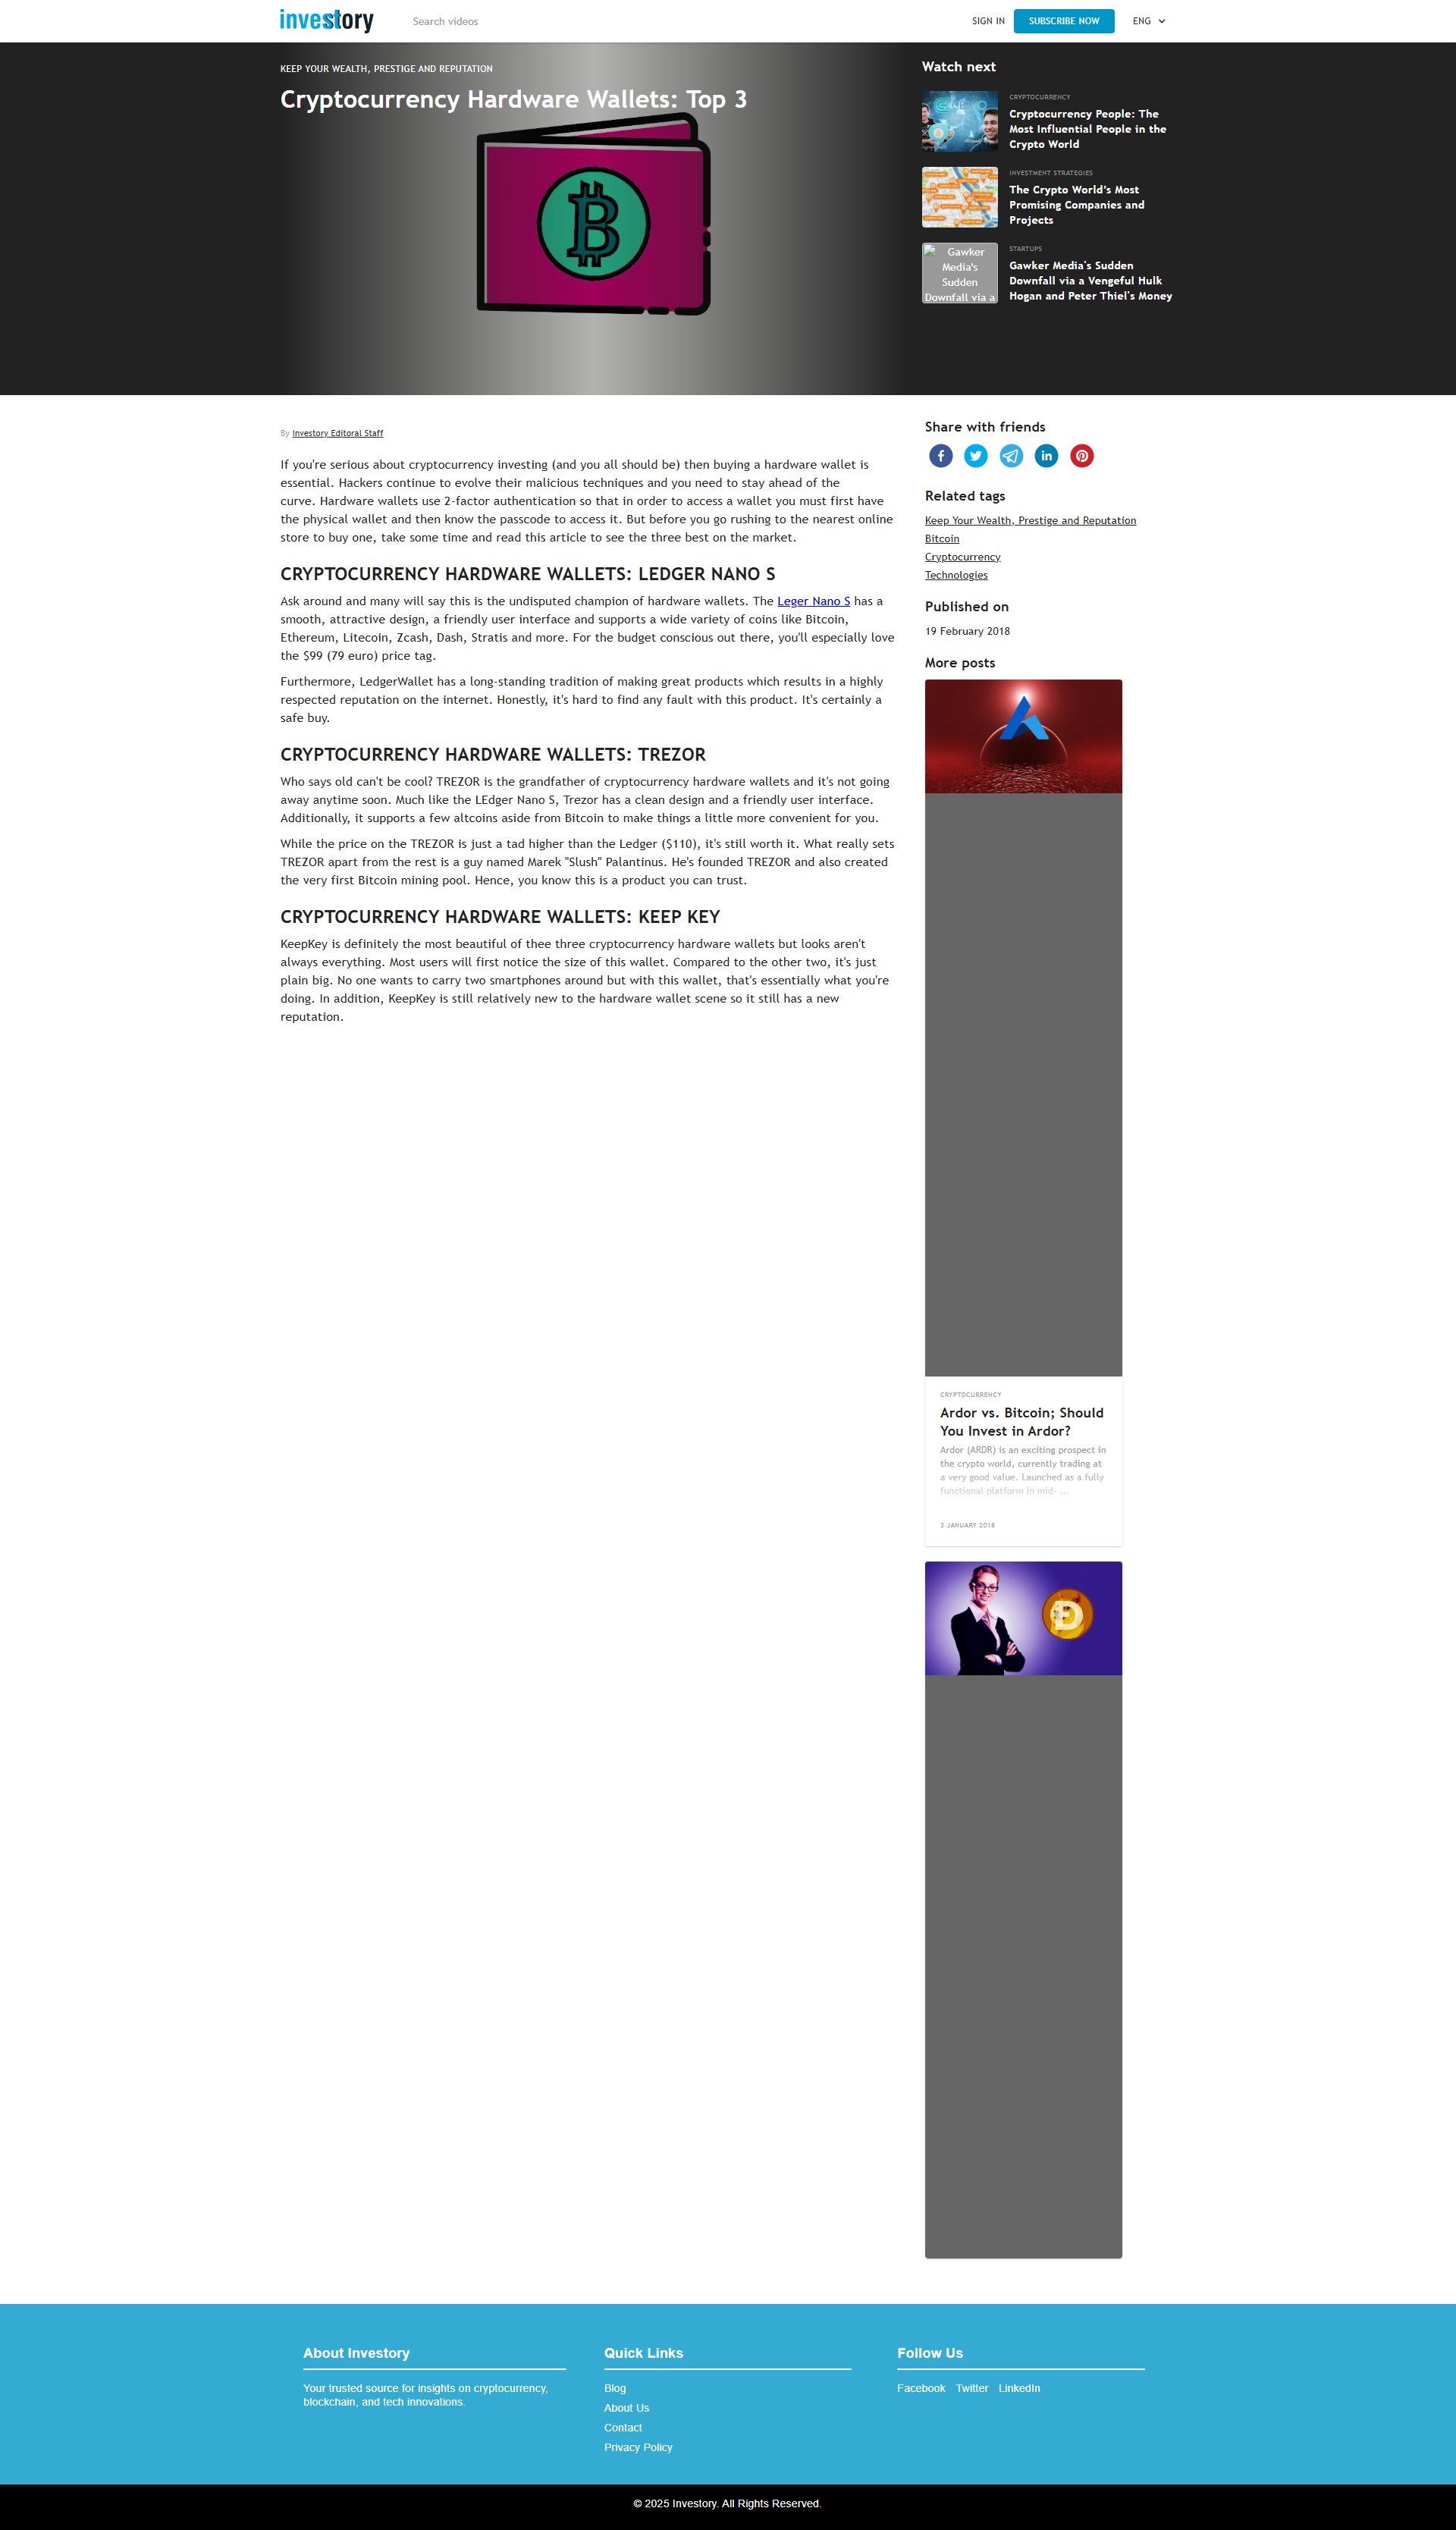 investory
Search videos
SIGN IN
SUBSCRIBE NOW
ENG
KEEP YOUR WEALTH, PRESTIGE AND REPUTATION
Cryptocurrency Hardware Wallets: Top 3
Watch next
CRYPTOCURRENCY
Cryptocurrency People: The
Most Influential People in the
Crypto World
INVESTMENT STRATEGIES
The Crypto World's Most
Promising Companies and
Projects
Gawker
Media's
Sudden
Downfall via a
STARTUPS
Gawker Media's Sudden
Downfall via a Vengeful Hulk
Hogan and Peter Thiel's Money
By Investory Editoral Staff
If you're serious about cryptocurrency investing (and you all should be) then buying a hardware wallet is
essential. Hackers continue to evolve their malicious techniques and you need to stay ahead of the
curve. Hardware wallets use 2-factor authentication so that in order to access a wallet you must first have
the physical wallet and then know the passcode to access it. But before you go rushing to the nearest online
store to buy one, take some time and read this article to see the three best on the market.
CRYPTOCURRENCY HARDWARE WALLETS: LEDGER NANO S
Ask around and many will say this is the undisputed champion of hardware wallets. The Leger Nano S has a
smooth, attractive design, a friendly user interface and supports a wide variety of coins like Bitcoin,
Ethereum, Litecoin, Zcash, Dash, Stratis and more. For the budget conscious out there, you'll especially love
the $99 (79 euro) price tag.
Furthermore, LedgerWallet has a long-standing tradition of making great products which results in a highly
respected reputation on the internet. Honestly, it's hard to find any fault with this product. It's certainly a
safe buy.
CRYPTOCURRENCY HARDWARE WALLETS: TREZOR
Who says old can't be cool? TREZOR is the grandfather of cryptocurrency hardware wallets and it's not going
away anytime soon. Much like the LEdger Nano S, Trezor has a clean design and a friendly user interface.
Additionally, it supports a few altcoins aside from Bitcoin to make things a little more convenient for you.
While the price on the TREZOR is just a tad higher than the Ledger ($110), it's still worth it. What really sets
TREZOR apart from the rest is a guy named Marek "Slush" Palantinus. He's founded TREZOR and also created
the very first Bitcoin mining pool. Hence, you know this is a product you can trust.
CRYPTOCURRENCY HARDWARE WALLETS: KEEP KEY
KeepKey is definitely the most beautiful of thee three cryptocurrency hardware wallets but looks aren't
always everything. Most users will first notice the size of this wallet. Compared to the other two, it's just
plain big. No one wants to carry two smartphones around but with this wallet, that's essentially what you're
doing. In addition, KeepKey is still relatively new to the hardware wallet scene so it still has a new
reputation.
Share with friends
Related tags
Keep Your Wealth, Prestige and Reputation
Bitcoin
Cryptocurrency
Technologies
Published on
19 February 2018
More posts
CRYPTOCURRENCY
Ardor vs. Bitcoin; Should
You Invest in Ardor?
Ardor (ARDR) is an exciting prospect in
the crypto world, currently trading at
a very good value. Launched as a fully
functional platform in mid- ...
3 JANUARY 2018
About Investory
Your trusted source for insights on cryptocurrency,
blockchain, and tech innovations.
Quick Links
Blog
About Us
Contact
Privacy Policy
Follow Us
Facebook Twitter LinkedIn
© 2025 Investory. All Rights Reserved.